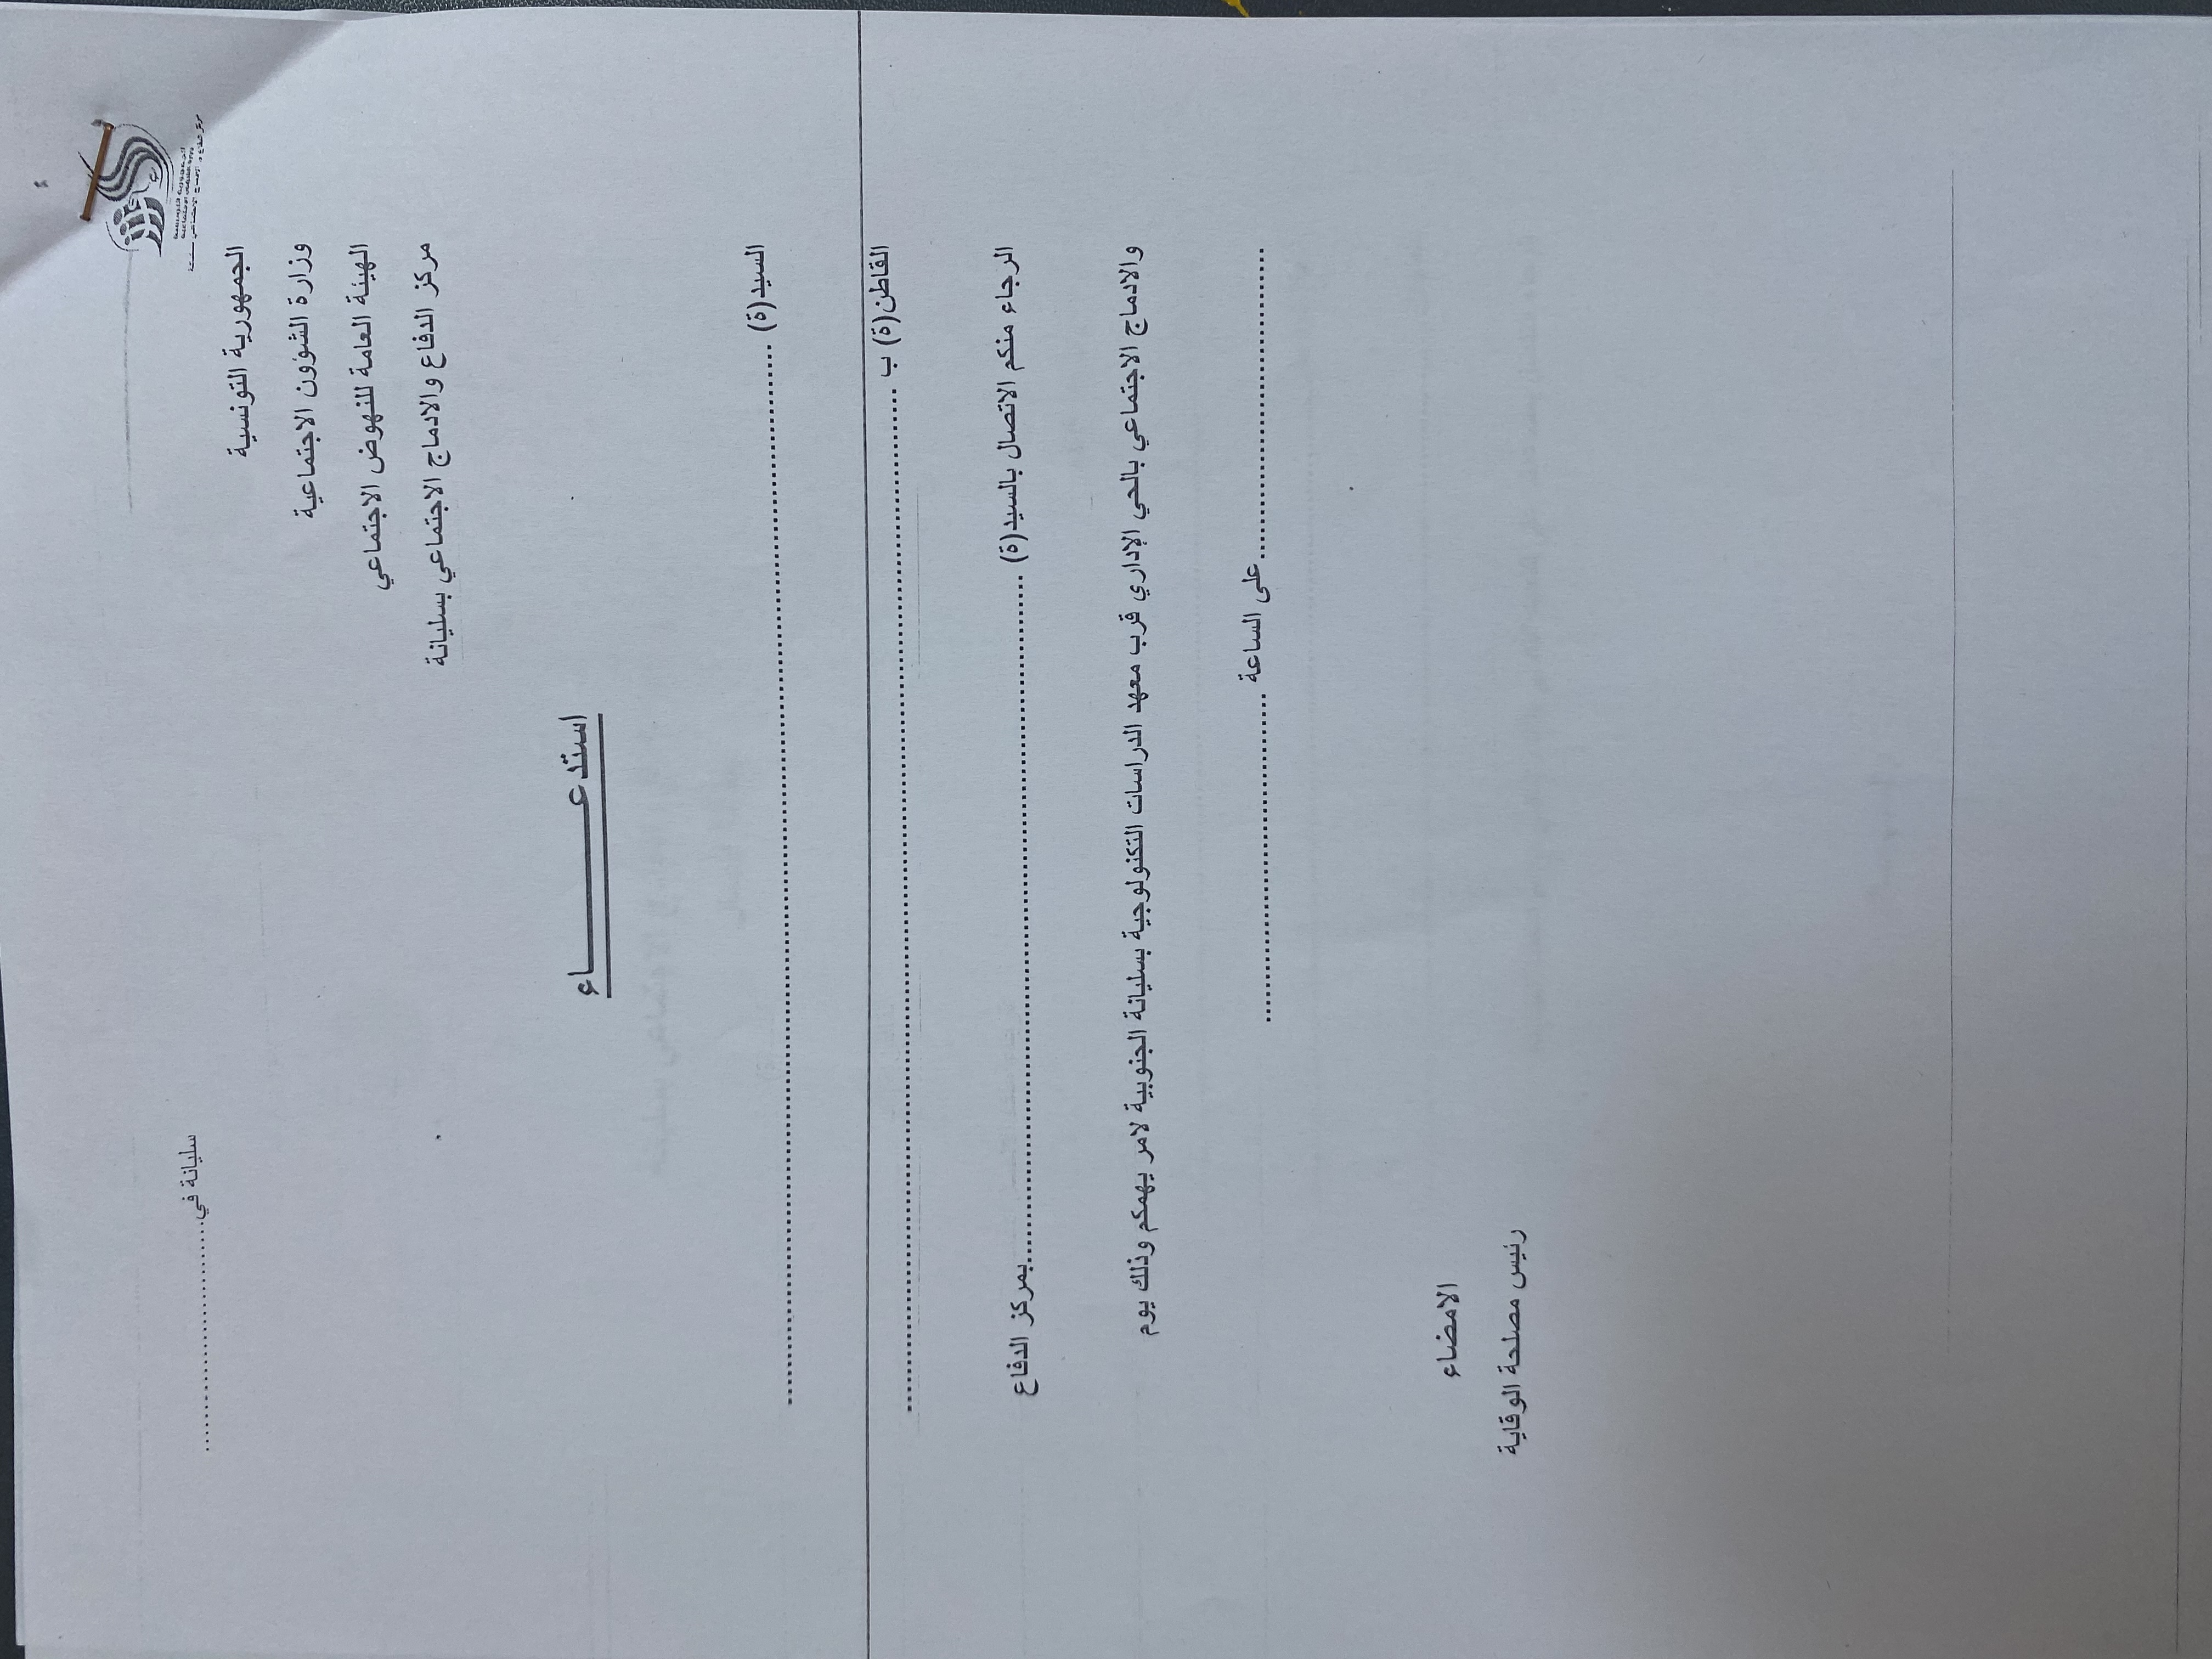 سليانة في...........................
الجمهورية التونسية
وزارة الشؤون الاجتماعية
الهيئة العامة للنهوض الاجتماعي
مركز الدفاع والادماج الاجتماعي بسليانة
استدعـــــــــــاء
السيد(ة) ..........................................................................................................................
القاطن(ة) ب ......................................................................................................................
الرجاء منكم الاتصال بالسيد(ة) ..............................................................................بمركز الدفاع
والادماج الاجتماعي بالحي الإداري قرب معهد الدراسات التكنولوجية بسليانة الجنوبية لامر يهمكم وذلك يوم
....................................على الساعة ......................................
الامضاء
رئيس مصلحة الوقاية